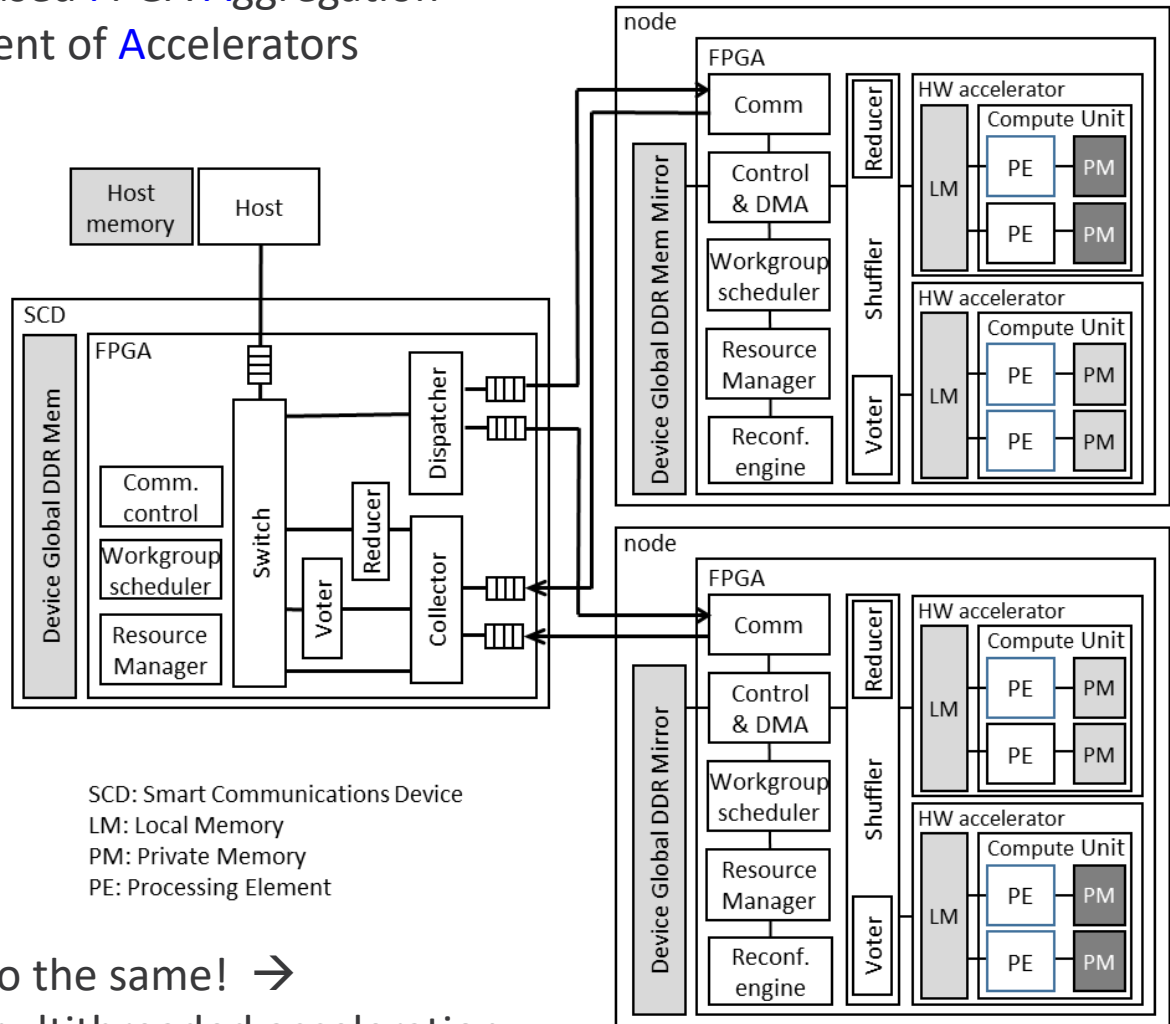 Aggregation
ent of Accelerators
Host
memory
Host
SCD
Device Global DDR Mem
FPGA
Comm.
control
Workgroup
scheduler
Resource
Manager
Switch
Voter
Reducer
Dispatcher
Collector
node
Device Global DDR Mem Mirror
FPGA
Comm
Control
& DMA
Workgroup
scheduler
Resource
Manager
Reconf.
engine
Reducer
Shuffler
Voter
HW accelerator
LM
Compute Unit
PE
PM
PE
PM
HW accelerator
LM
Compute Unit
PE
PM
PE
PM
node
Device Global DDR Mirror
FPGA
Comm
Control
& DMA
Workgroup
scheduler
Resource
Manager
Reconf.
engine
Reducer
Shuffler
Voter
HW accelerator
LM
Compute Unit
PE
PM
PE
PM
HW accelerator
LM
Compute Unit
PE
PM
PE
PM
SCD: Smart Communications Device
LM: Local Memory
PM: Private Memory
PE: Processing Element
o the same! →